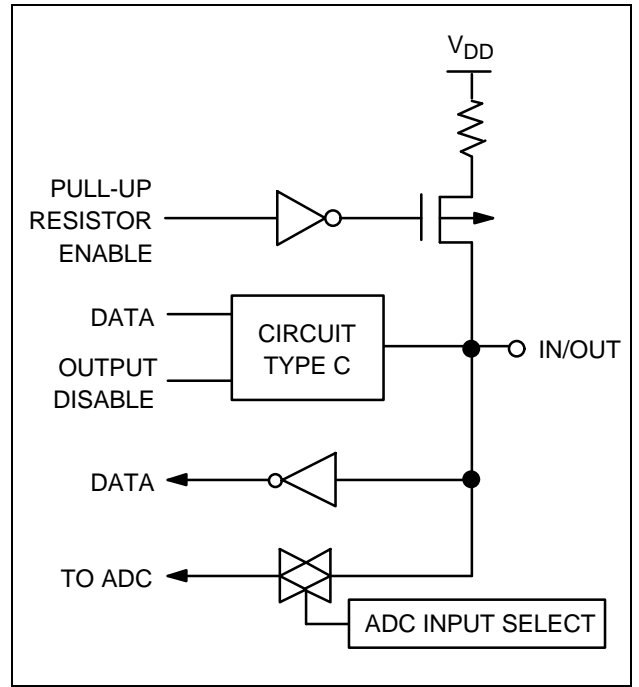 VDD
PULL-UP
RESISTOR
ENABLE
DATA
OUTPUT
DISABLE
CIRCUIT
TYPE C
IN/OUT
DATA
TO ADC
ADC INPUT SELECT